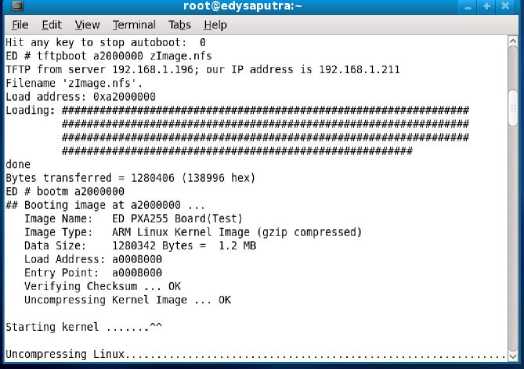 root@edysaputra:~
File Edit View Terminal Tabs Help
Hit any key to stop autoboot:  0
ED # tftpboot a2000000 zImage.nfs
TFTP from server 192.168.1.196; our IP address is 192.168.1.211
Filename 'zImage.nfs'.
Load address: 0xa2000000
Loading: #################################################################
         #################################################################
         #################################################################
         ########################################################
done
Bytes transferred = 1280406 (138996 hex)
ED # bootm a2000000
## Booting image at a2000000 ...
   Image Name:   ED PXA255 Board(Test)
   Image Type:   ARM Linux Kernel Image (gzip compressed)
   Data Size:    1280342 Bytes =  1.2 MB
   Load Address: a0008000
   Entry Point:  a0008000
   Verifying Checksum ... OK
   Uncompressing Kernel Image ... OK
Starting kernel .......^^
Uncompressing Linux.............................................................